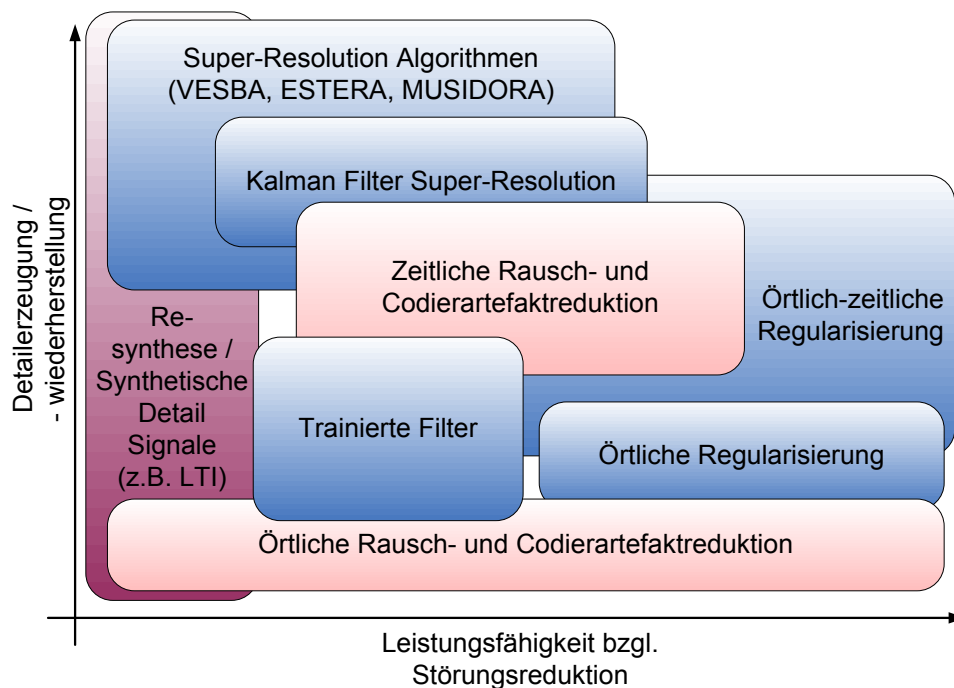 Super-Resolution Algorithmen
(VESBA, ESTERA, MUSIDORA)
Kalman Filter Super-Resolution
Zeitliche Rausch- und
Codierartefaktreduktion
Örtlich-zeitliche
Regularisierung
Re-
synthese /
Synthetische
Detail
Signale
(z.B. LTI)
Trainierte Filter
Örtliche Regularisierung
Örtliche Rausch- und Codierartefaktreduktion
Detailerzeugung /
- wiederherstellung
Leistungsfähigkeit bzgl.
Störungsreduktion